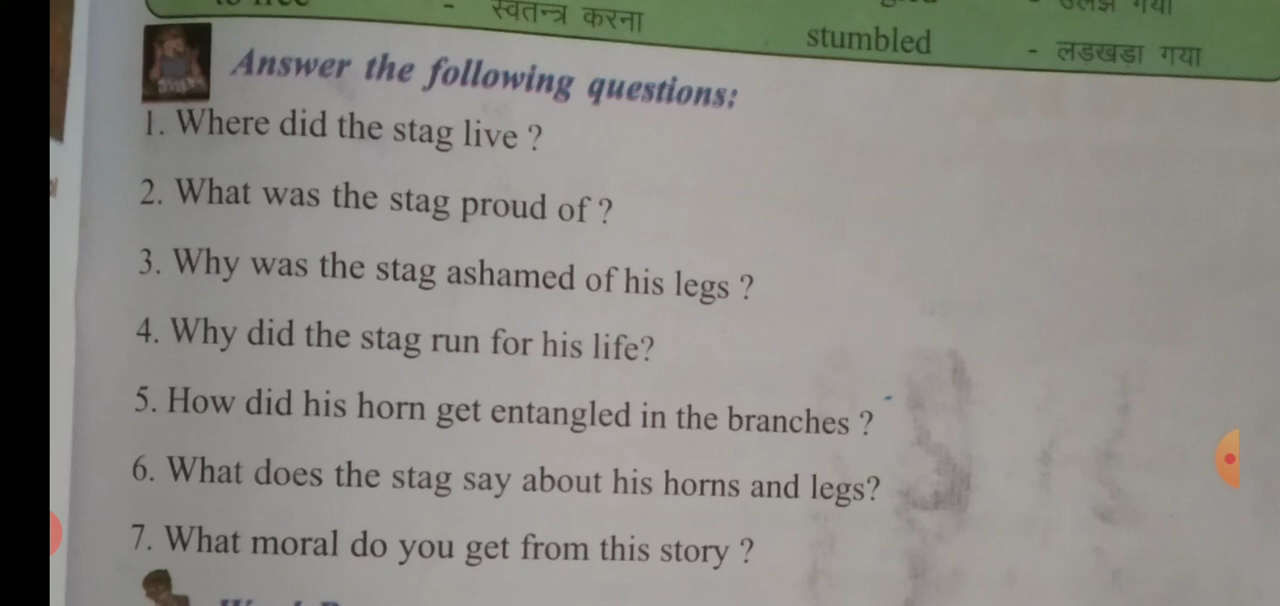 - स्वतन्त्र करना
stumbled - लड़खड़ा गया
Answer the following questions:
1. Where did the stag live ?
2. What was the stag proud of ?
3. Why was the stag ashamed of his legs ?
4. Why did the stag run for his life?
5. How did his horn get entangled in the branches ?
6. What does the stag say about his horns and legs?
7. What moral do you get from this story ?